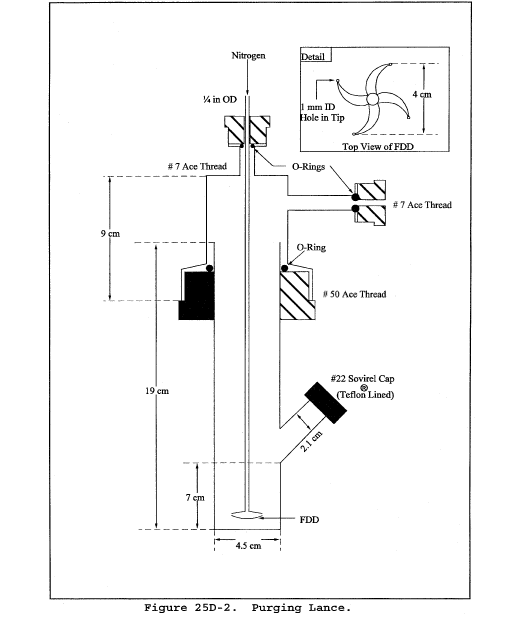 Nitrogen
Detail
¼ in OD
4 cm
1 mm ID
Hole in Tip
Top View of FDD
# 7 Ace Thread
O-Rings
# 7 Ace Thread
9 cm
O-Ring
# 50 Ace Thread
#22 Sovirel Cap
®
(Teflon Lined)
19 cm
2.1 cm
7 cm
FDD
4.5 cm
Figure 25D-2. Purging Lance.